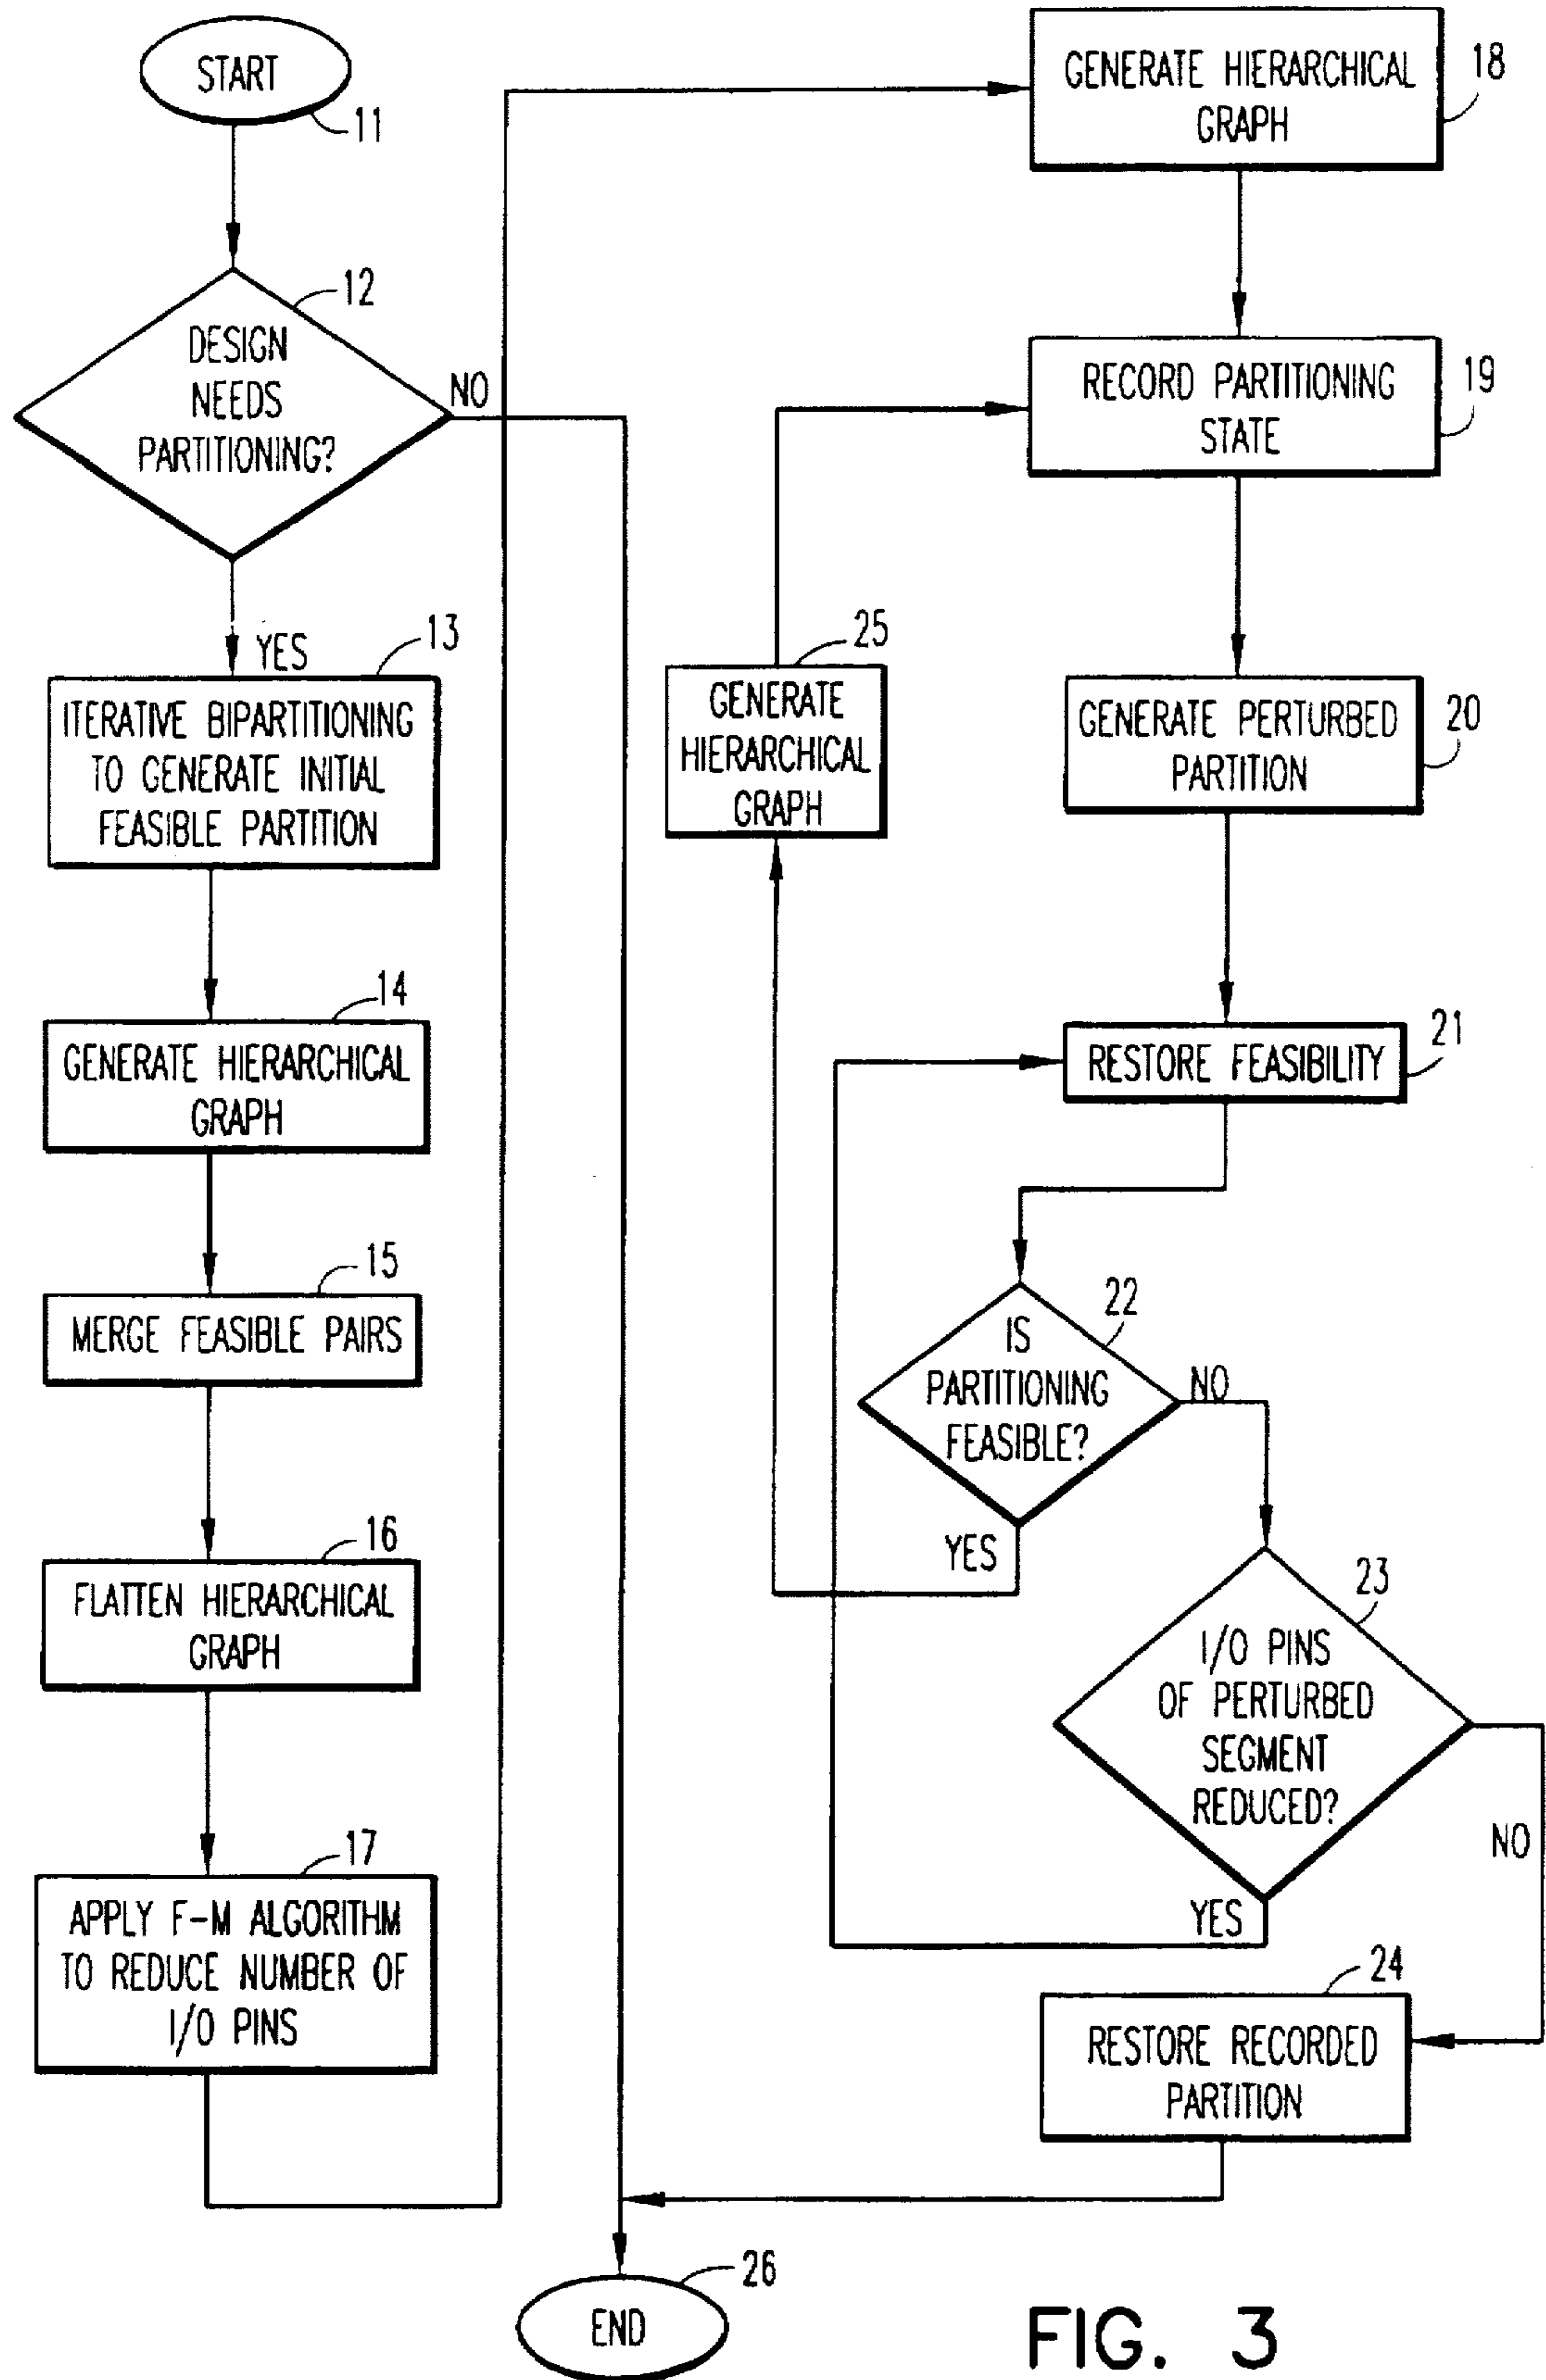 START
11
12
DESIGN
NEEDS
PARTITIONING?
NO
YES
13
ITERATIVE BIPARTITIONING
TO GENERATE INITIAL
FEASIBLE PARTITION
14
GENERATE HIERARCHICAL
GRAPH
15
MERGE FEASIBLE PAIRS
16
FLATTEN HIERARCHICAL
GRAPH
17
APPLY F-M ALGORITHM
TO REDUCE NUMBER OF
I/O PINS
18
GENERATE HIERARCHICAL
GRAPH
19
RECORD PARTITIONING
STATE
20
GENERATE PERTURBED
PARTITION
21
RESTORE FEASIBILITY
22
IS
PARTITIONING
FEASIBLE?
NO
YES
23
I/O PINS
OF PERTURBED
SEGMENT
REDUCED?
NO
YES
24
RESTORE RECORDED
PARTITION
25
GENERATE
HIERARCHICAL
GRAPH
26
END
FIG. 3